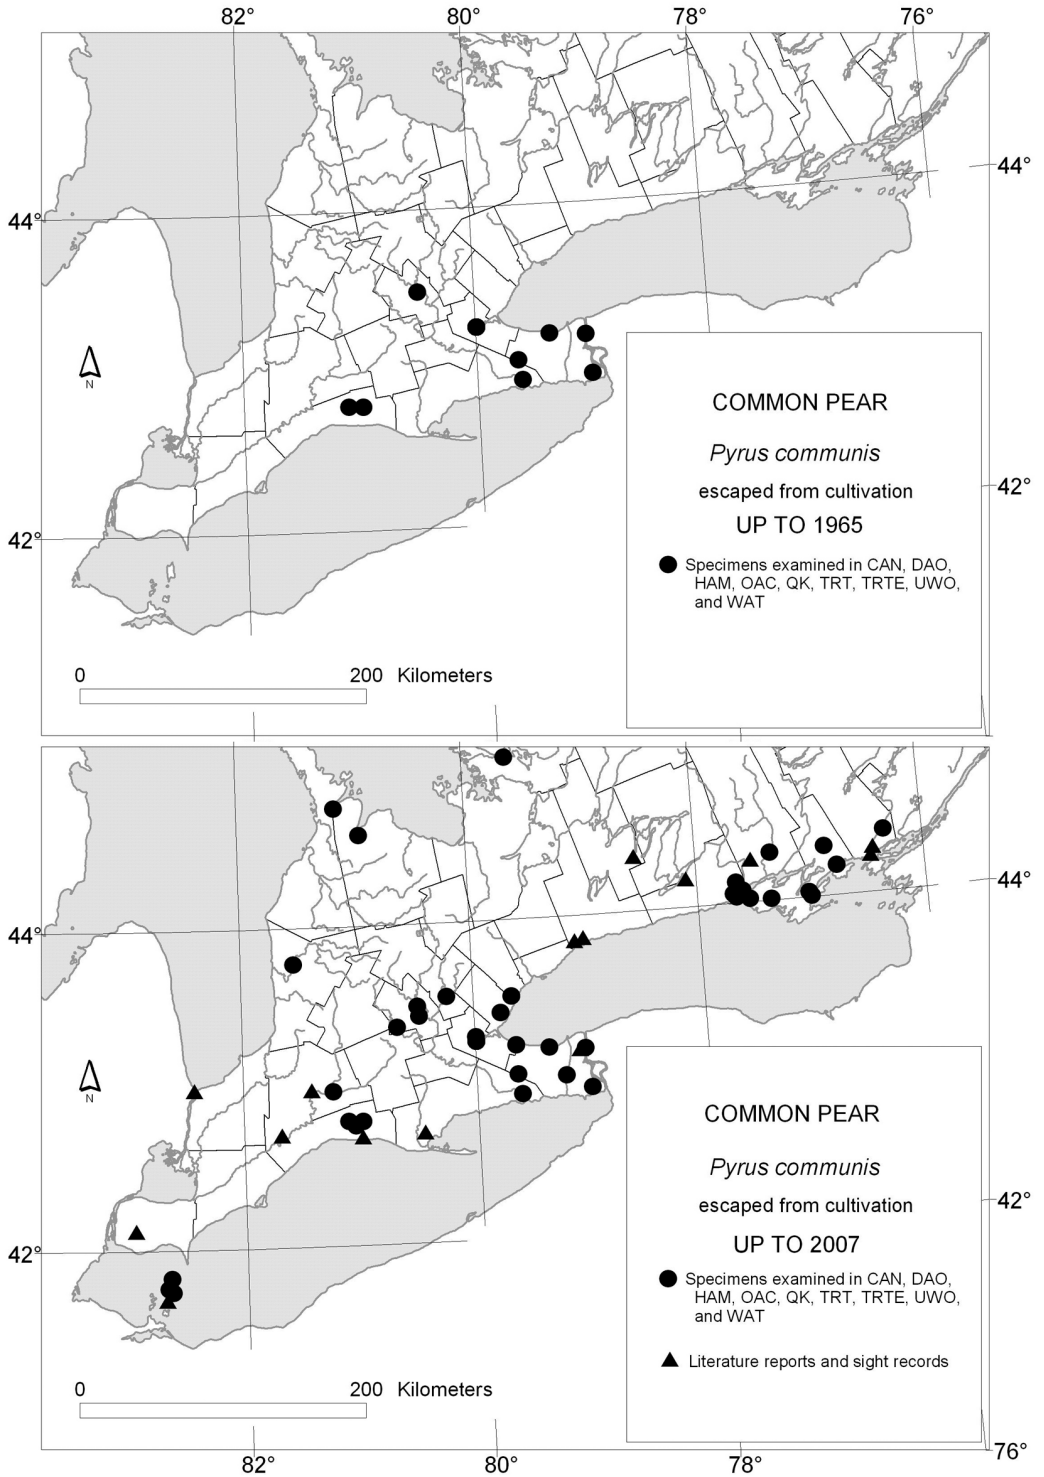 82° 80° 78° 76°
44°
44°
N
COMMON PEAR
Pyrus communis
42°
escaped from cultivation
UP TO 1965
42°
Specimens examined in CAN, DAO,
HAM, OAC, QK, TRT, TRTE, UWO,
and WAT
0 200 Kilometers
44°
44°
N
COMMON PEAR
Pyrus communis
42°
escaped from cultivation
UP TO 2007
42°
Specimens examined in CAN, DAO,
HAM, OAC, QK, TRT, TRTE, UWO,
and WAT
Literature reports and sight records
0 200 Kilometers
76°
82° 80° 78°